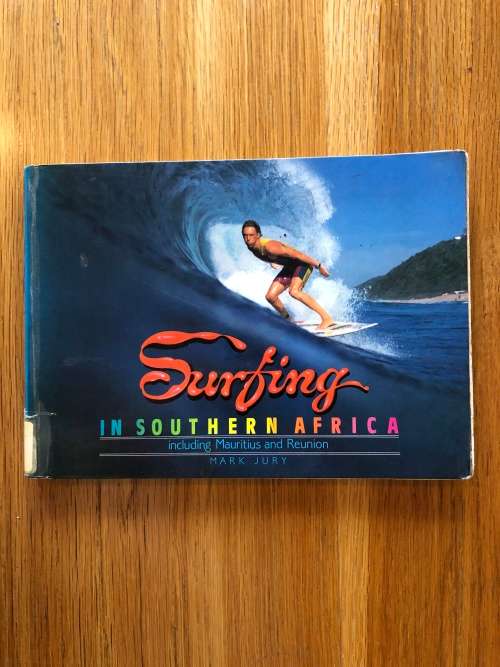 Surfing
IN SOUTHERN AFRICA
including Mauritius and Reunion
MARK JURY